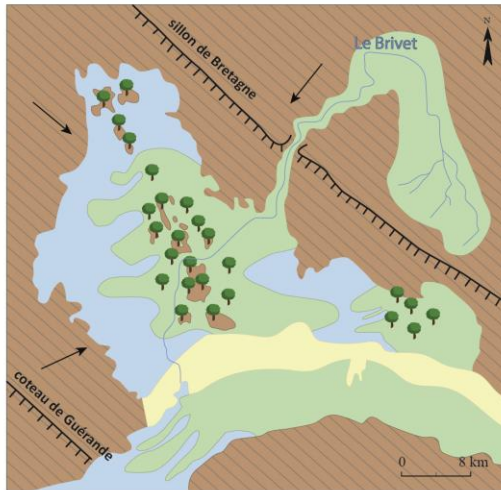 sillon de Bretagne
Le Brivet
N
coteau de Guérande
0 8 km